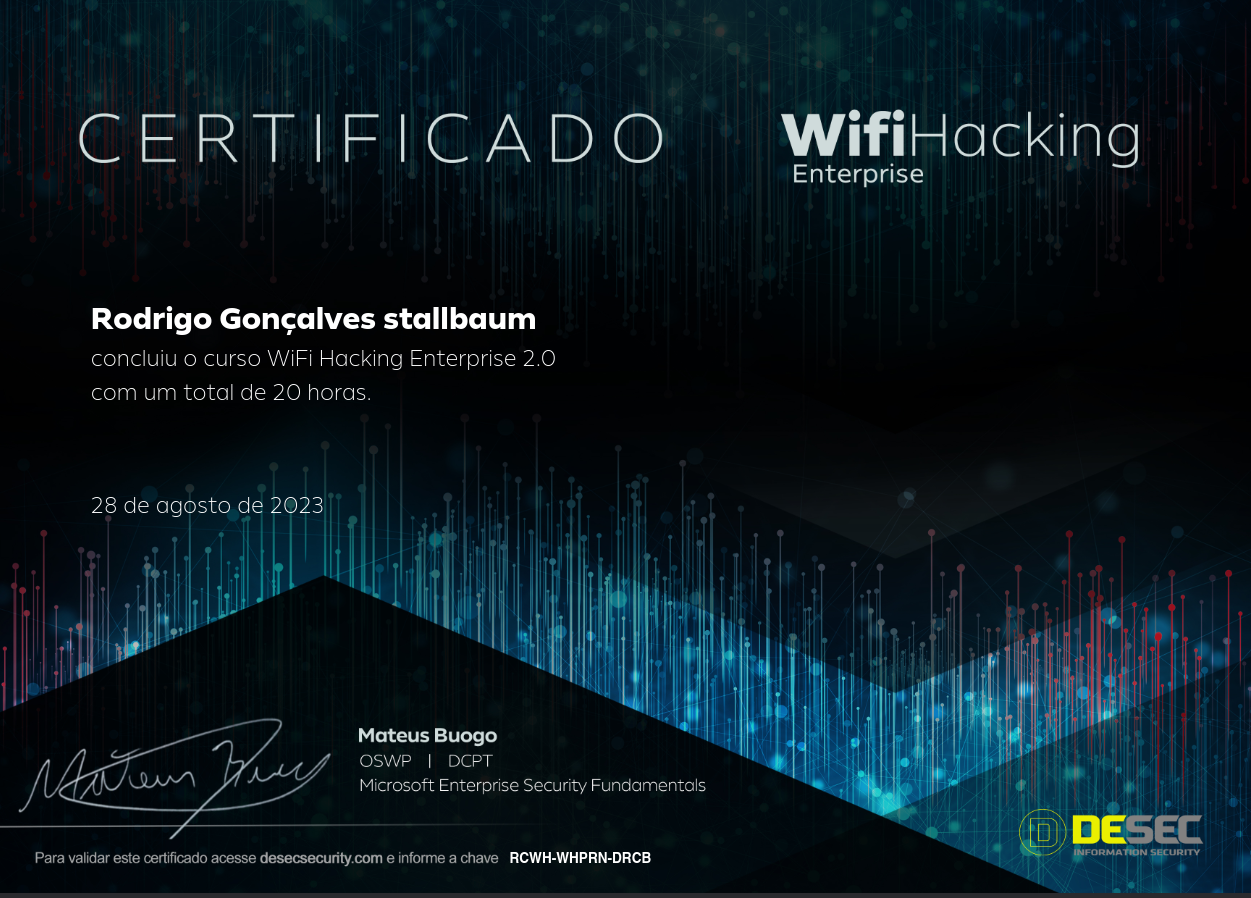 CERTIFICADO
WifiHacking
Enterprise
Rodrigo Gonçalves stallbaum
concluiu o curso WiFi Hacking Enterprise 2.0
com um total de 20 horas.
28 de agosto de 2023
Mateus Buogo
OSWP | DCPT
Microsoft Enterprise Security Fundamentals
Para validar este certificado acesse desecsecurity.com e informe a chave RCWH-WHPRN-DRCB
D DESEC
INFORMATION SECURITY